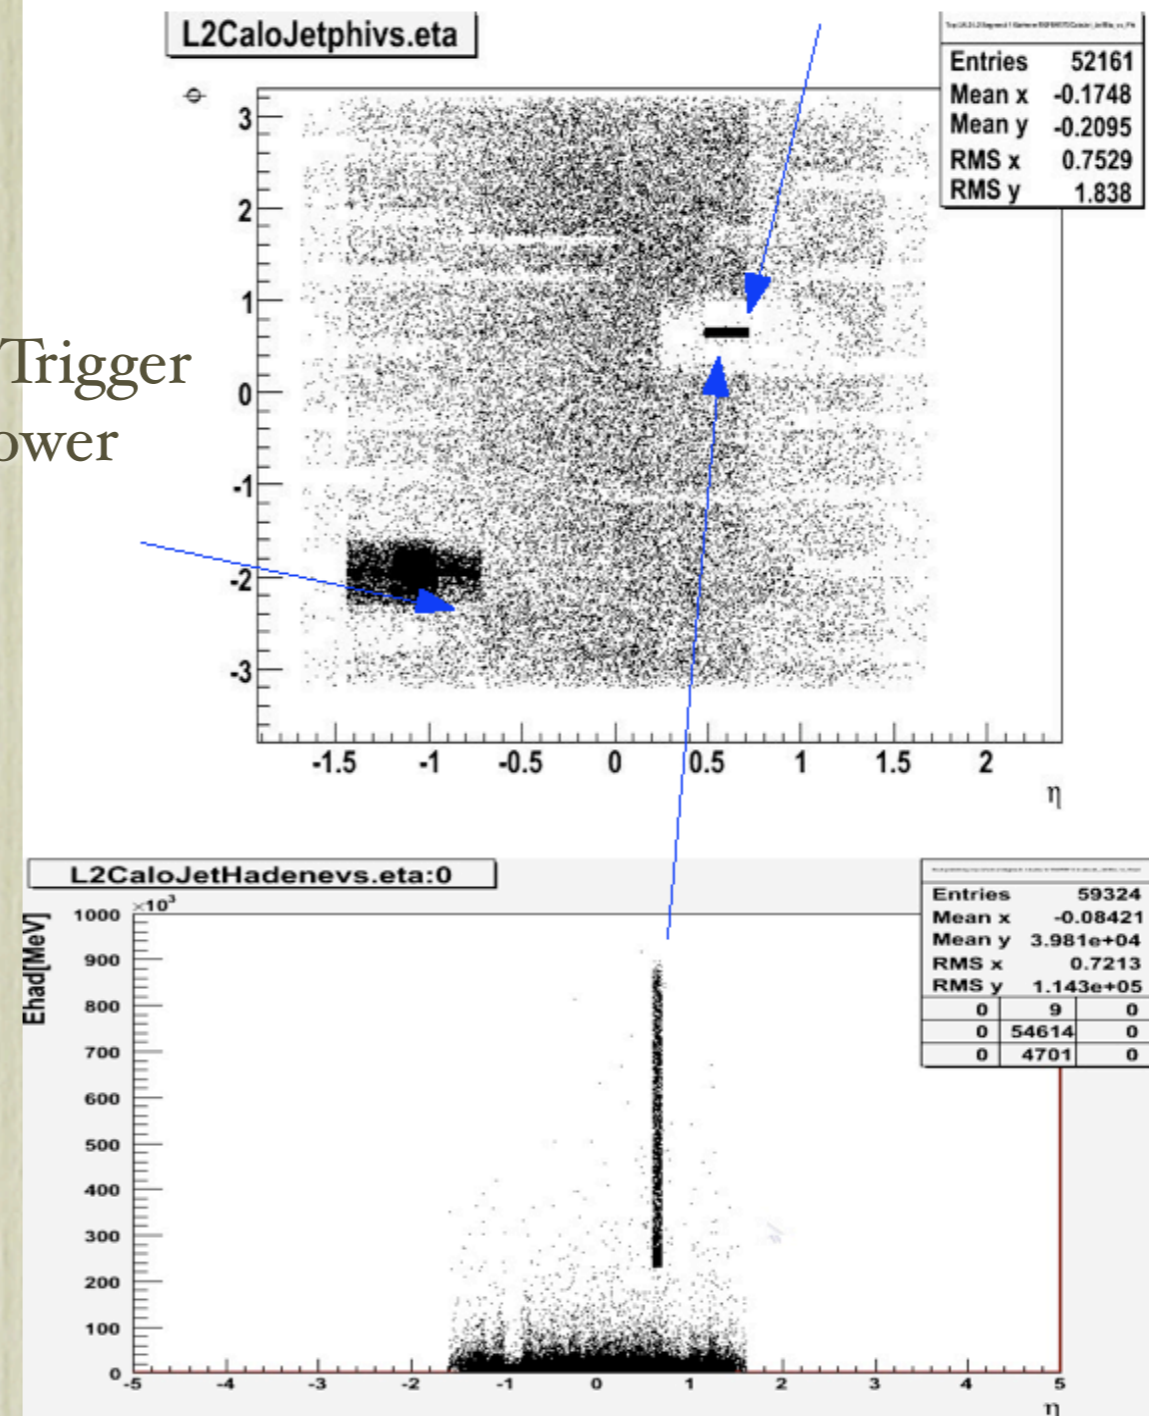 L2CaloJetphivs.eta
Entries 52161
Mean x -0.1748
Mean y -0.2095
RMS x 0.7529
RMS y 1.838
ϕ
3
2
1
0
-1
-2
-3
Trigger
ower
-1.5 -1 -0.5 0 0.5 1 1.5 2
η
L2CaloJetHadenevs.eta:0
Entries 59324
Mean x -0.08421
Mean y 3.981e+04
RMS x 0.7213
RMS y 1.143e+05
0 9 0
0 54614 0
0 4701 0
×10³
Ehad[MeV]
1000
900
800
700
600
500
400
300
200
100
0
-5 -4 -3 -2 -1 0 1 2 3 4 5
η